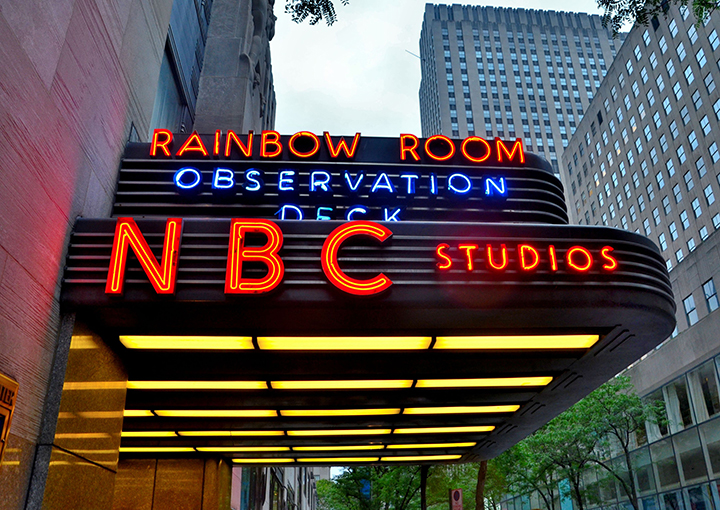 RAINBOW ROOM
OBSERVATION
DECK
NBC STUDIOS